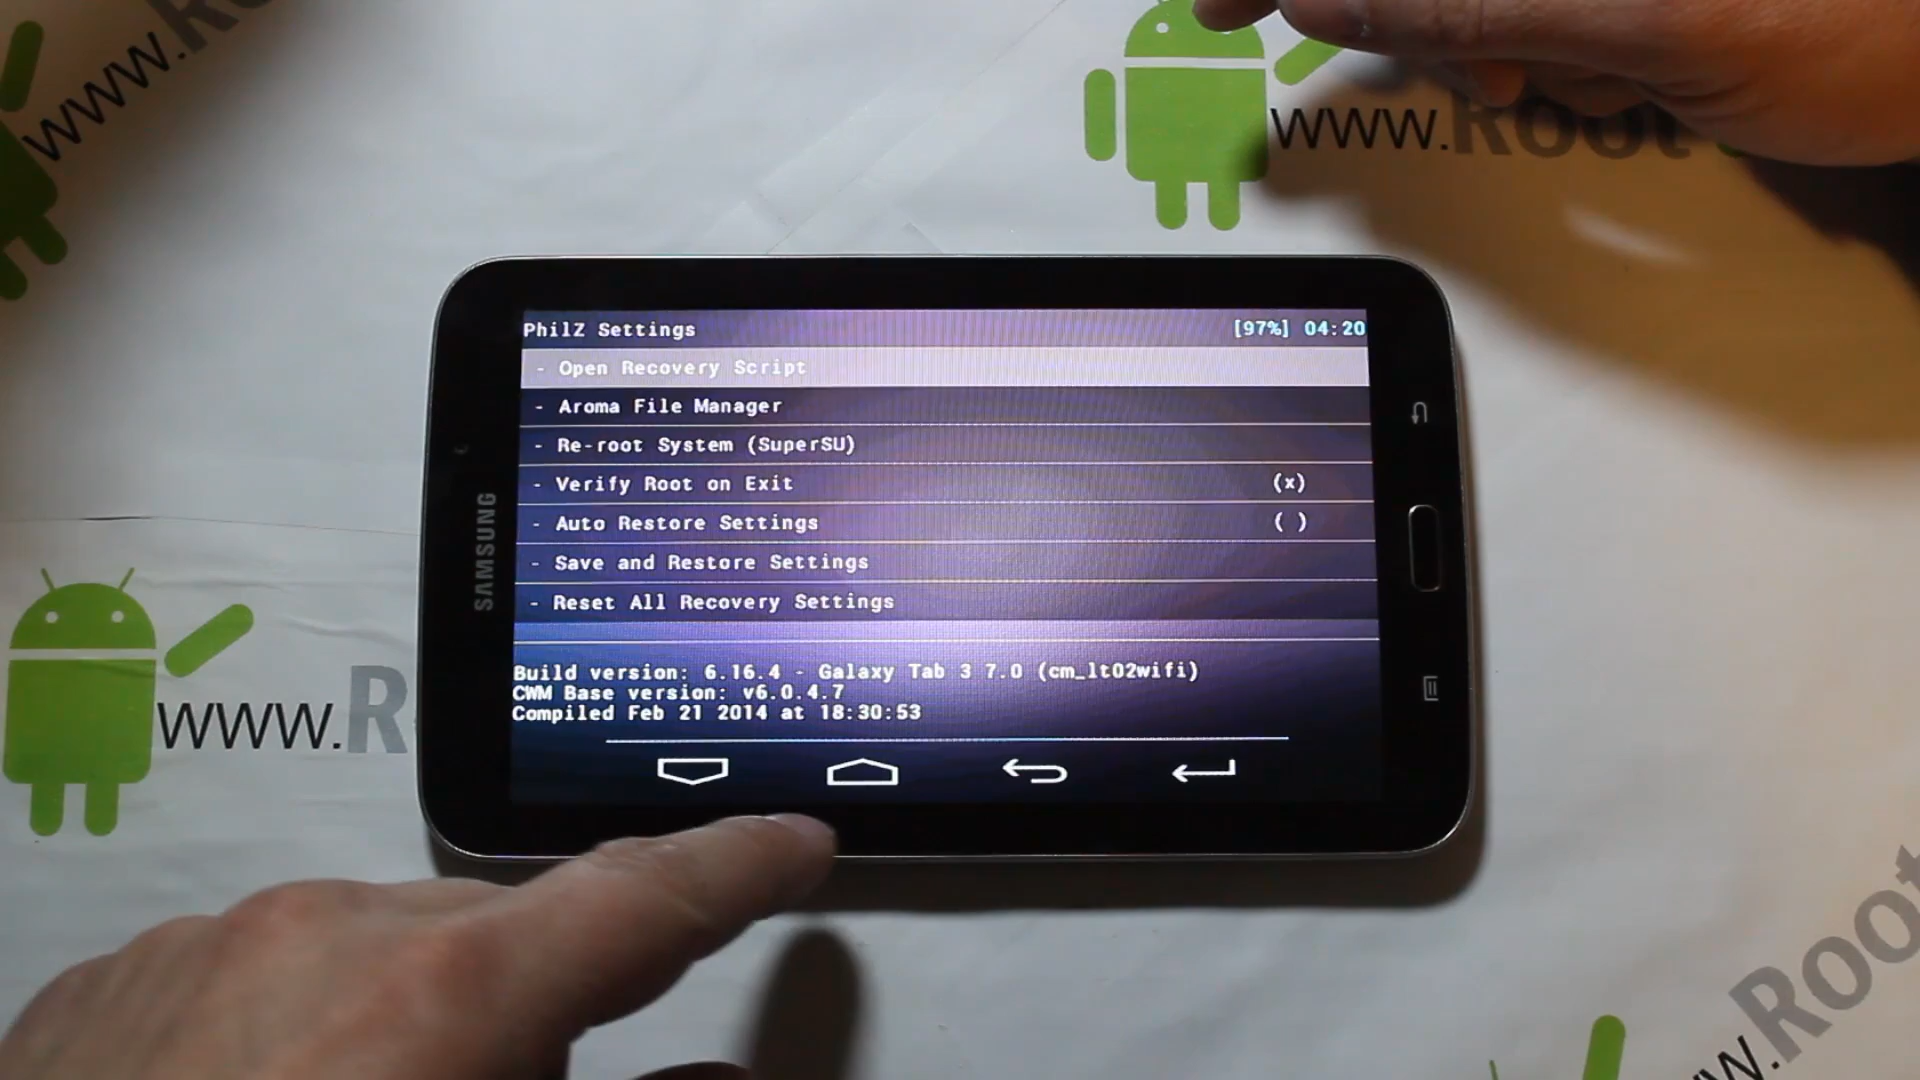 www.Ro
www.Root
PhilZ Settings [97%] 04:20
- Open Recovery Script
- Aroma File Manager
- Re-root System (SuperSU)
- Verify Root on Exit (x)
- Auto Restore Settings ( )
- Save and Restore Settings
- Reset All Recovery Settings
SAMSUNG
Build version: 6.16.4 - Galaxy Tab 3 7.0 (cm_lt02wifi)
CWM Base version: v6.0.4.7
Compiled Feb 21 2014 at 18:30:53
www.R
w.Root